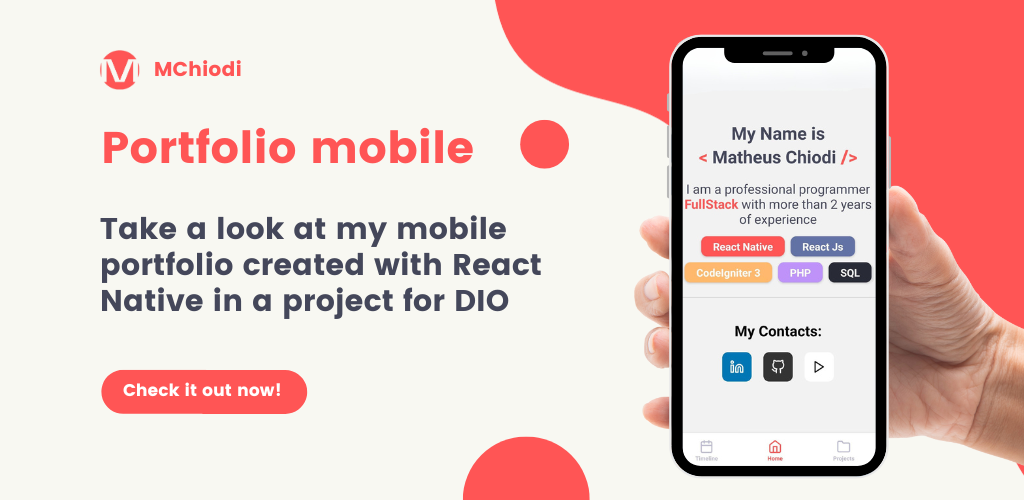 M
MChiodi
Portfolio mobile
Take a look at my mobile
portfolio created with React
Native in a project for DIO
Check it out now!
My Name is
< Matheus Chiodi />
I am a professional programmer
FullStack with more than 2 years
of experience
React Native React Js
CodeIgniter 3 PHP SQL
My Contacts:
in
Timeline Home Projects